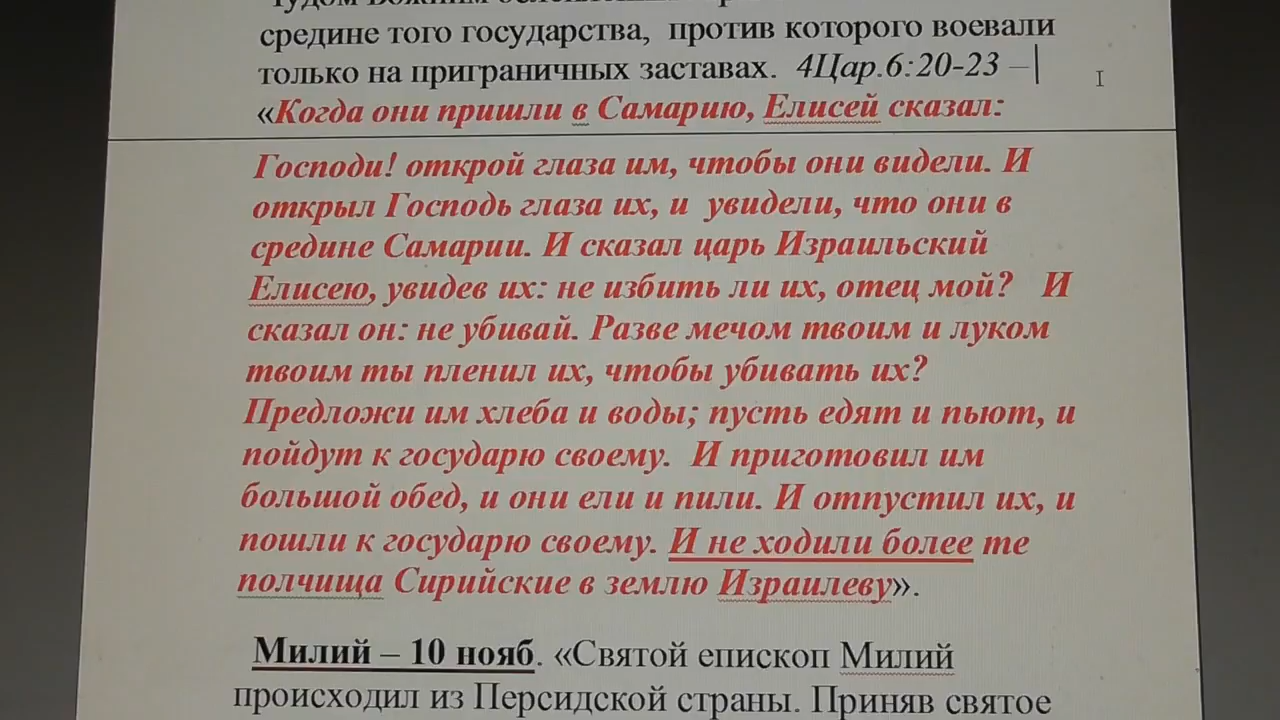 средине того государства, против которого воевали
только на приграничных заставах. 4Цар.6:20-23 –
«Когда они пришли в Самарию, Елисей сказал:
Господи! открой глаза им, чтобы они видели. И
открыл Господь глаза их, и увидели, что они в
средине Самарии. И сказал царь Израильский
Елисею, увидев их: не избить ли их, отец мой? И
сказал он: не убивай. Разве мечом твоим и луком
твоим ты пленил их, чтобы убивать их?
Предложи им хлеба и воды; пусть едят и пьют, и
пойдут к государю своему. И приготовил им
большой обед, и они ели и пили. И отпустил их, и
пошли к государю своему. И не ходили более те
полчища Сирийские в землю Израилеву».
Милий – 10 нояб. «Святой епископ Милий
происходил из Персидской страны. Приняв святое